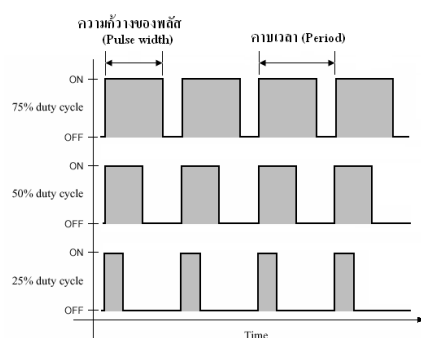 ความกว้างของพลัส
(Pulse width)
คาบเวลา (Period)
ON
75% duty cycle
OFF
ON
50% duty cycle
OFF
ON
25% duty cycle
OFF
Time